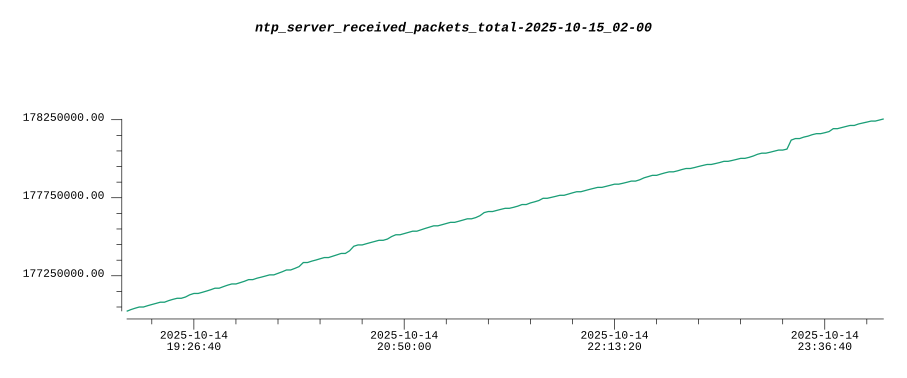 ntp_server_received_packets_total-2025-10-15_02-00
178250000.00
177750000.00
177250000.00
2025-10-14 2025-10-14 2025-10-14 2025-10-14
19:26:40 20:50:00 22:13:20 23:36:40